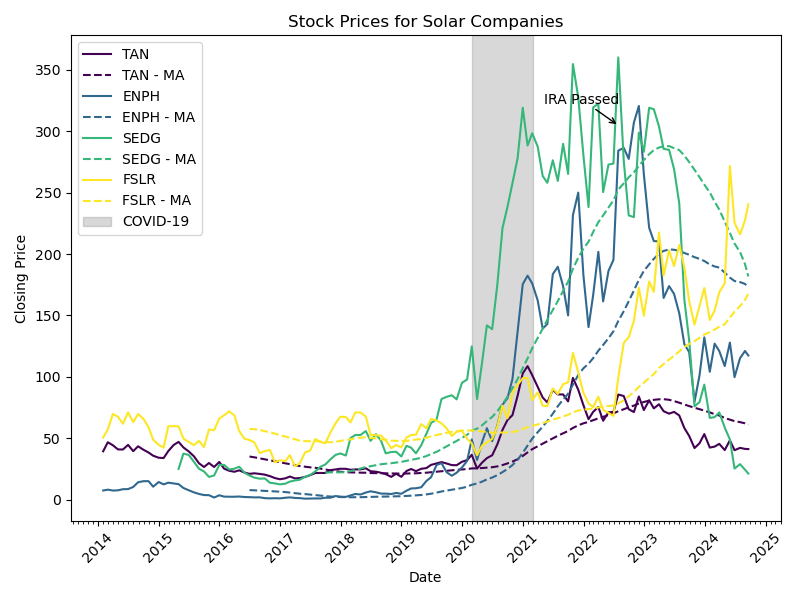 Stock Prices for Solar Companies
TAN
TAN - MA
ENPH
ENPH - MA
SEDG
SEDG - MA
FSLR
FSLR - MA
COVID-19
IRA Passed
Closing Price
350
300
250
200
150
100
50
0
2014
2015
2016
2017
2018
2019
2020
2021
2022
2023
2024
2025
Date